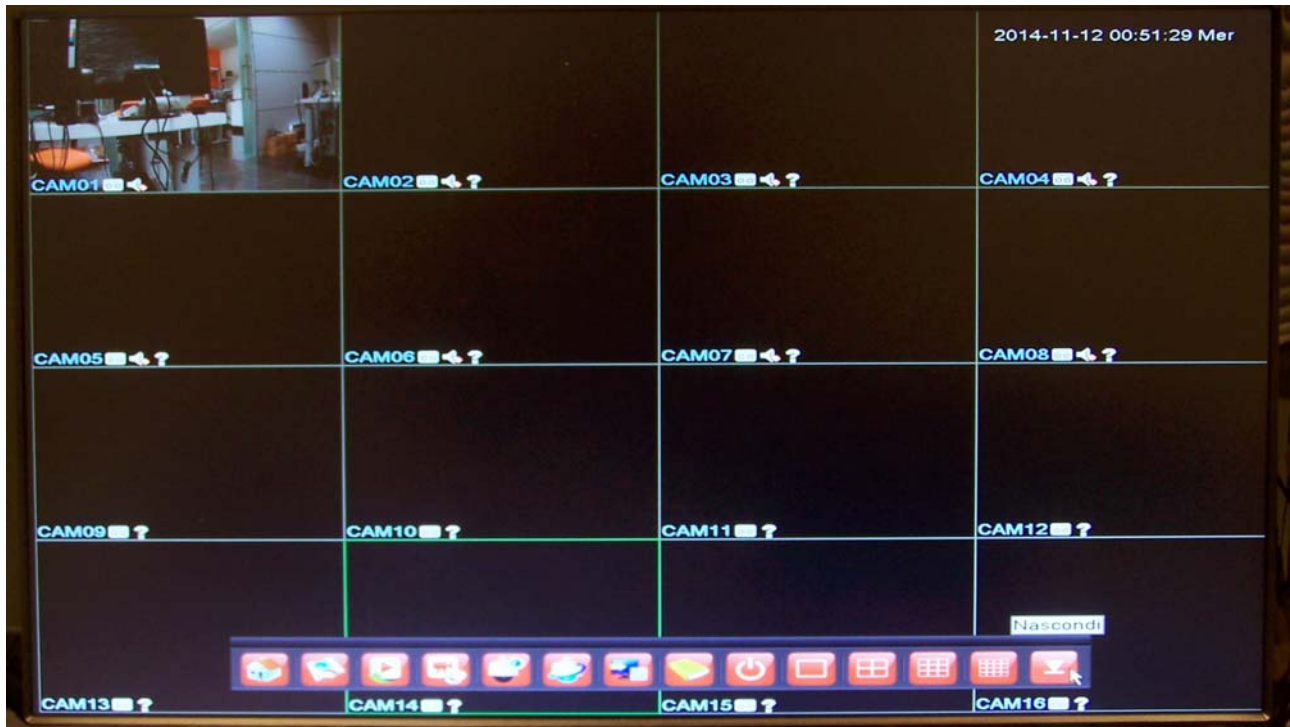 2014-11-12 00:51:29 Mer
CAM01
CAM02 ?
CAM03 ?
CAM04 ?
CAM05 ?
CAM06 ?
CAM07 ?
CAM08 ?
CAM09 ?
CAM10 ?
CAM11 ?
CAM12 ?
Nascondi
CAM13 ?
CAM14 ?
CAM15 ?
CAM16 ?